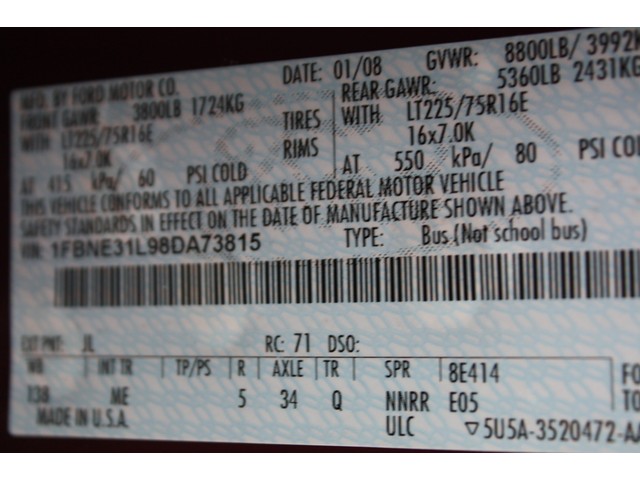 MFD. BY FORD MOTOR CO. DATE: 01/08 GVWR: 8800LB/ 3992K
FRONT GAWR: 3800LB 1724KG REAR GAWR: 5360LB 2431KG
WITH LT225/75R16E TIRES WITH LT225/75R16E
16x7.0K RIMS 16x7.0K
AT 415 kPa/ 60 PSI COLD AT 550 kPa/ 80 PSI COL
THIS VEHICLE CONFORMS TO ALL APPLICABLE FEDERAL MOTOR VEHICLE
SAFETY STANDARDS IN EFFECT ON THE DATE OF MANUFACTURE SHOWN ABOVE.
VIN: 1FBNE31L98DA73815 TYPE: Bus (Not school bus)
EXT PNT: JL RC: 71 DSO:
WB INT TR TP/PS R AXLE TR SPR 8E414 FO
138 ME 5 34 Q NNRR E05 TO
MADE IN U.S.A. ULC ▽5U5A-3520472-AA